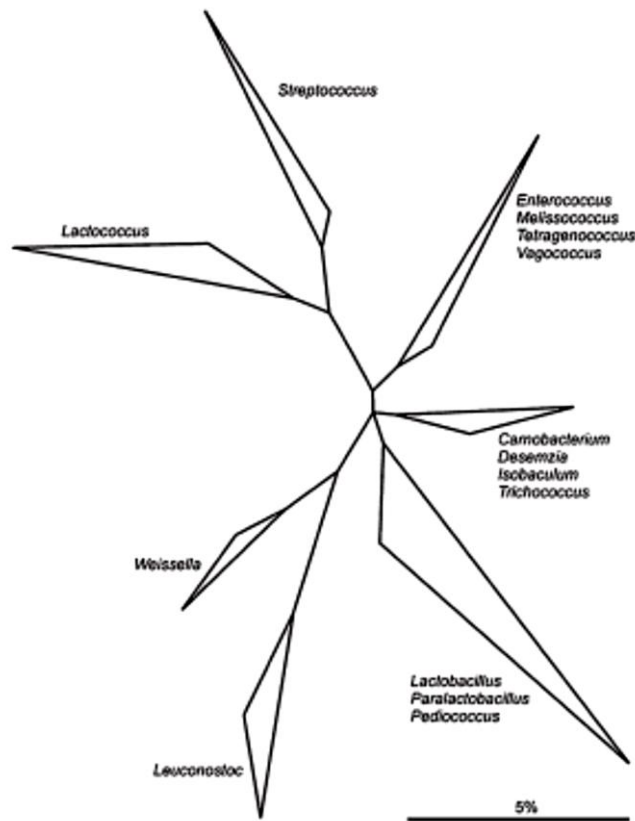 Streptococcus
Enterococcus
Melissococcus
Tetragenococcus
Vagococcus
Lactococcus
Carnobacterium
Desemzia
Isobaculum
Trichococcus
Weissella
Lactobacillus
Paralactobacillus
Pediococcus
Leuconostoc
5%